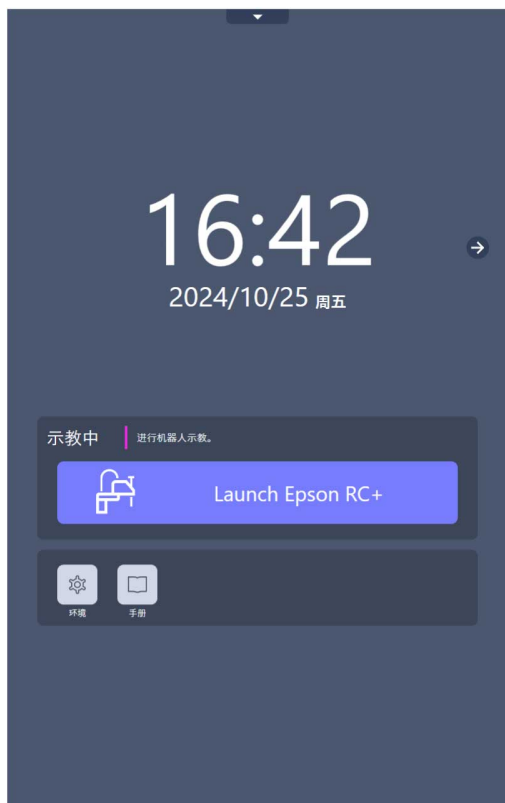 16:42
2024/10/25 周五
示教中 进行机器人示教。
Launch Epson RC+
环境 手册